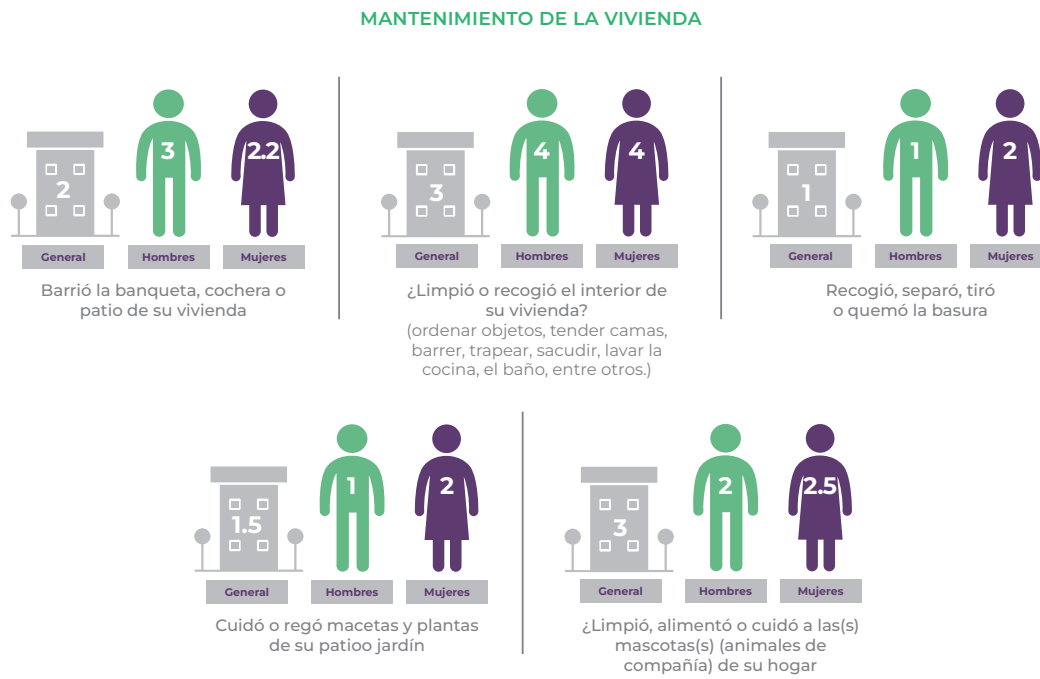 MANTENIMIENTO DE LA VIVIENDA
2
3
2.2
General
Hombres
Mujeres
Barrió la banqueta, cochera o
patio de su vivienda
3
4
4
General
Hombres
Mujeres
¿Limpió o recogió el interior de
su vivienda?
(ordenar objetos, tender camas,
barrer, trapear, sacudir, lavar la
cocina, el baño, entre otros.)
1
1
2
General
Hombres
Mujeres
Recogió, separó, tiró
o quemó la basura
1.5
1
2
General
Hombres
Mujeres
Cuidó o regó macetas y plantas
de su patioo jardín
3
2
2.5
General
Hombres
Mujeres
¿Limpió, alimentó o cuidó a las(s)
mascotas(s) (animales de
compañía) de su hogar